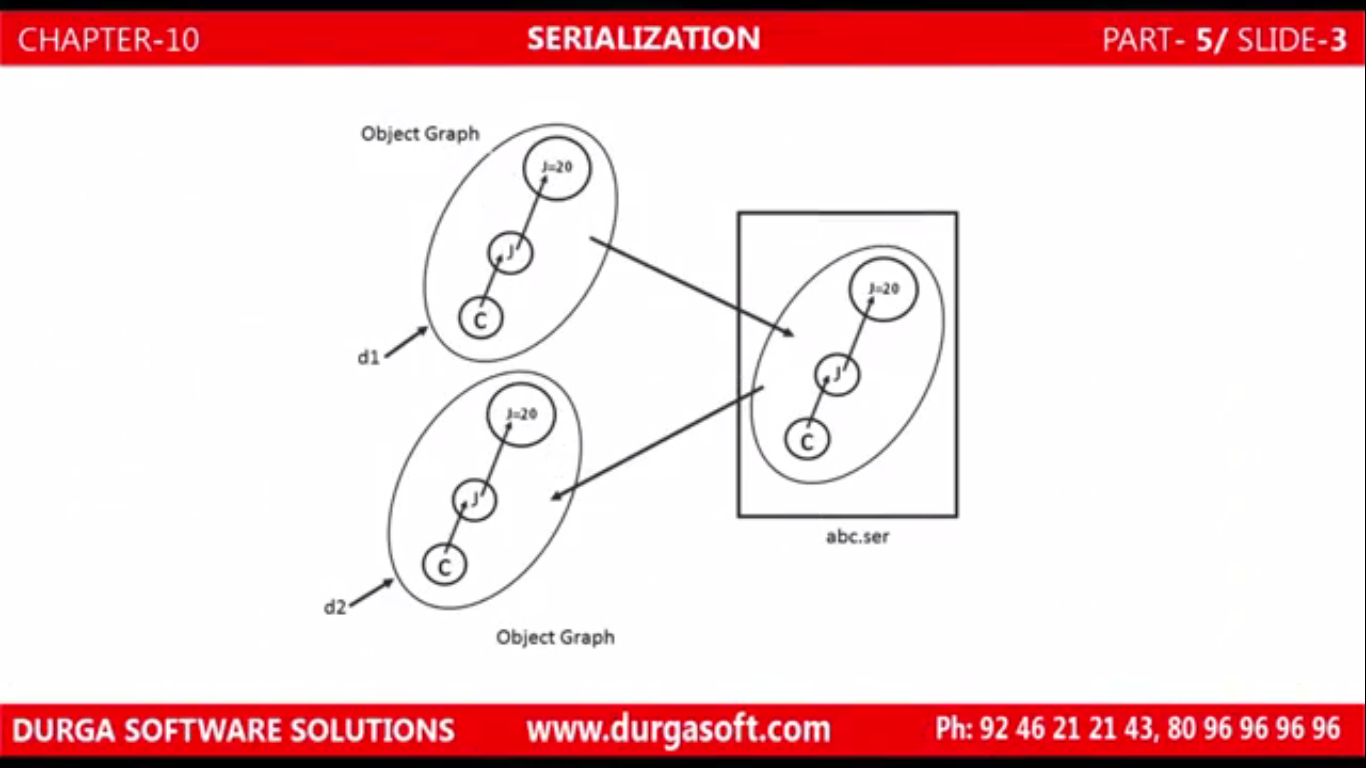 CHAPTER-10
SERIALIZATION
PART- 5/ SLIDE-3
Object Graph
J=20
J
C
d1
J=20
J
C
abc.ser
J=20
J
C
d2
Object Graph
DURGA SOFTWARE SOLUTIONS
www.durgasoft.com
Ph: 92 46 21 21 43, 80 96 96 96 96